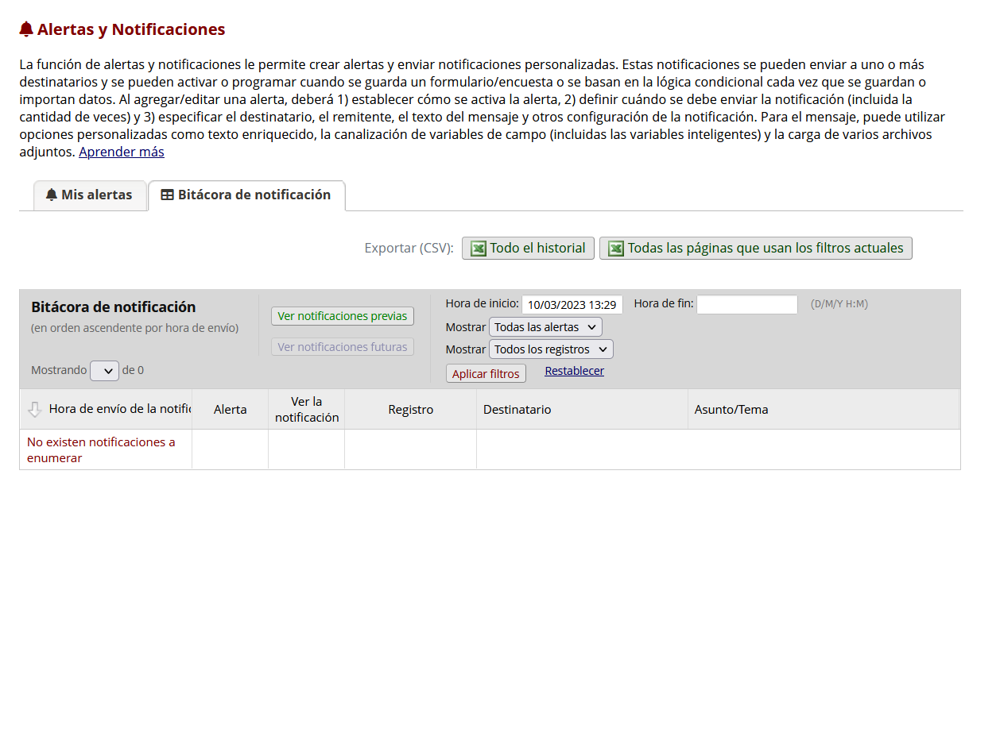 Alertas y Notificaciones
La función de alertas y notificaciones le permite crear alertas y enviar notificaciones personalizadas. Estas notificaciones se pueden enviar a uno o más
destinatarios y se pueden activar o programar cuando se guarda un formulario/encuesta o se basan en la lógica condicional cada vez que se guardan o
importan datos. Al agregar/editar una alerta, deberá 1) establecer cómo se activa la alerta, 2) definir cuándo se debe enviar la notificación (incluida la
cantidad de veces) y 3) especificar el destinatario, el remitente, el texto del mensaje y otros configuración de la notificación. Para el mensaje, puede utilizar
opciones personalizadas como texto enriquecido, la canalización de variables de campo (incluidas las variables inteligentes) y la carga de varios archivos
adjuntos. Aprender más
Mis alertas Bitácora de notificación
Exportar (CSV): Todo el historial Todas las páginas que usan los filtros actuales
Bitácora de notificación
(en orden ascendente por hora de envío)
Mostrando de 0
Ver notificaciones previas
Ver notificaciones futuras
Hora de inicio: 10/03/2023 13:29 Hora de fin: (D/M/Y H:M)
Mostrar Todas las alertas
Mostrar Todos los registros
Aplicar filtros Restablecer
Hora de envío de la notific
Alerta
Ver la
notificación
Registro
Destinatario
Asunto/Tema
No existen notificaciones a
enumerar